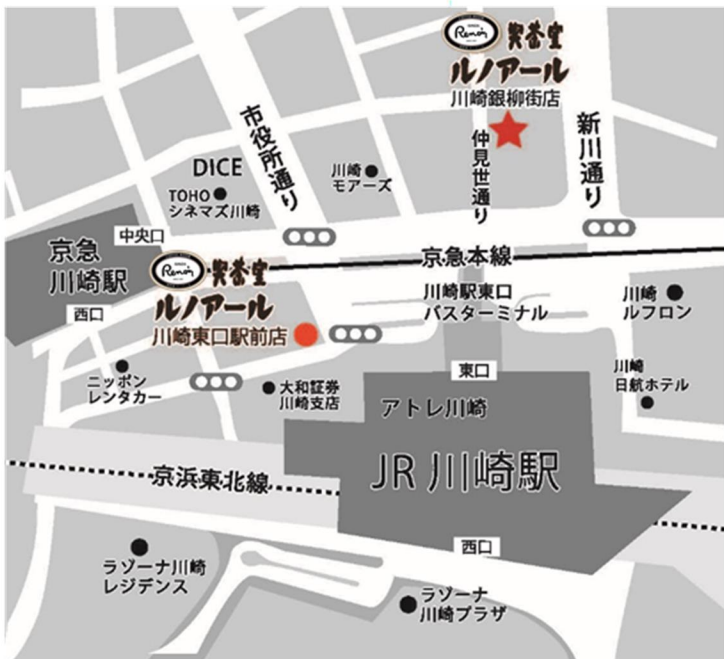 Renoir
喫茶室
ルノアール
川崎銀柳街店
市役所通り
仲見世通り
新川通り
DICE
TOHO
シネマズ川崎
川崎
モアーズ
中央口
京急
川崎駅
西口
Renoir
喫茶室
ルノアール
川崎東口駅前店
京急本線
川崎駅東口
バスターミナル
川崎
ルフロン
ニッポン
レンタカー
大和証券
川崎支店
東口
アトレ川崎
川崎
日航ホテル
JR 川崎駅
京浜東北線
西口
ラゾーナ川崎
レジデンス
ラゾーナ
川崎プラザ